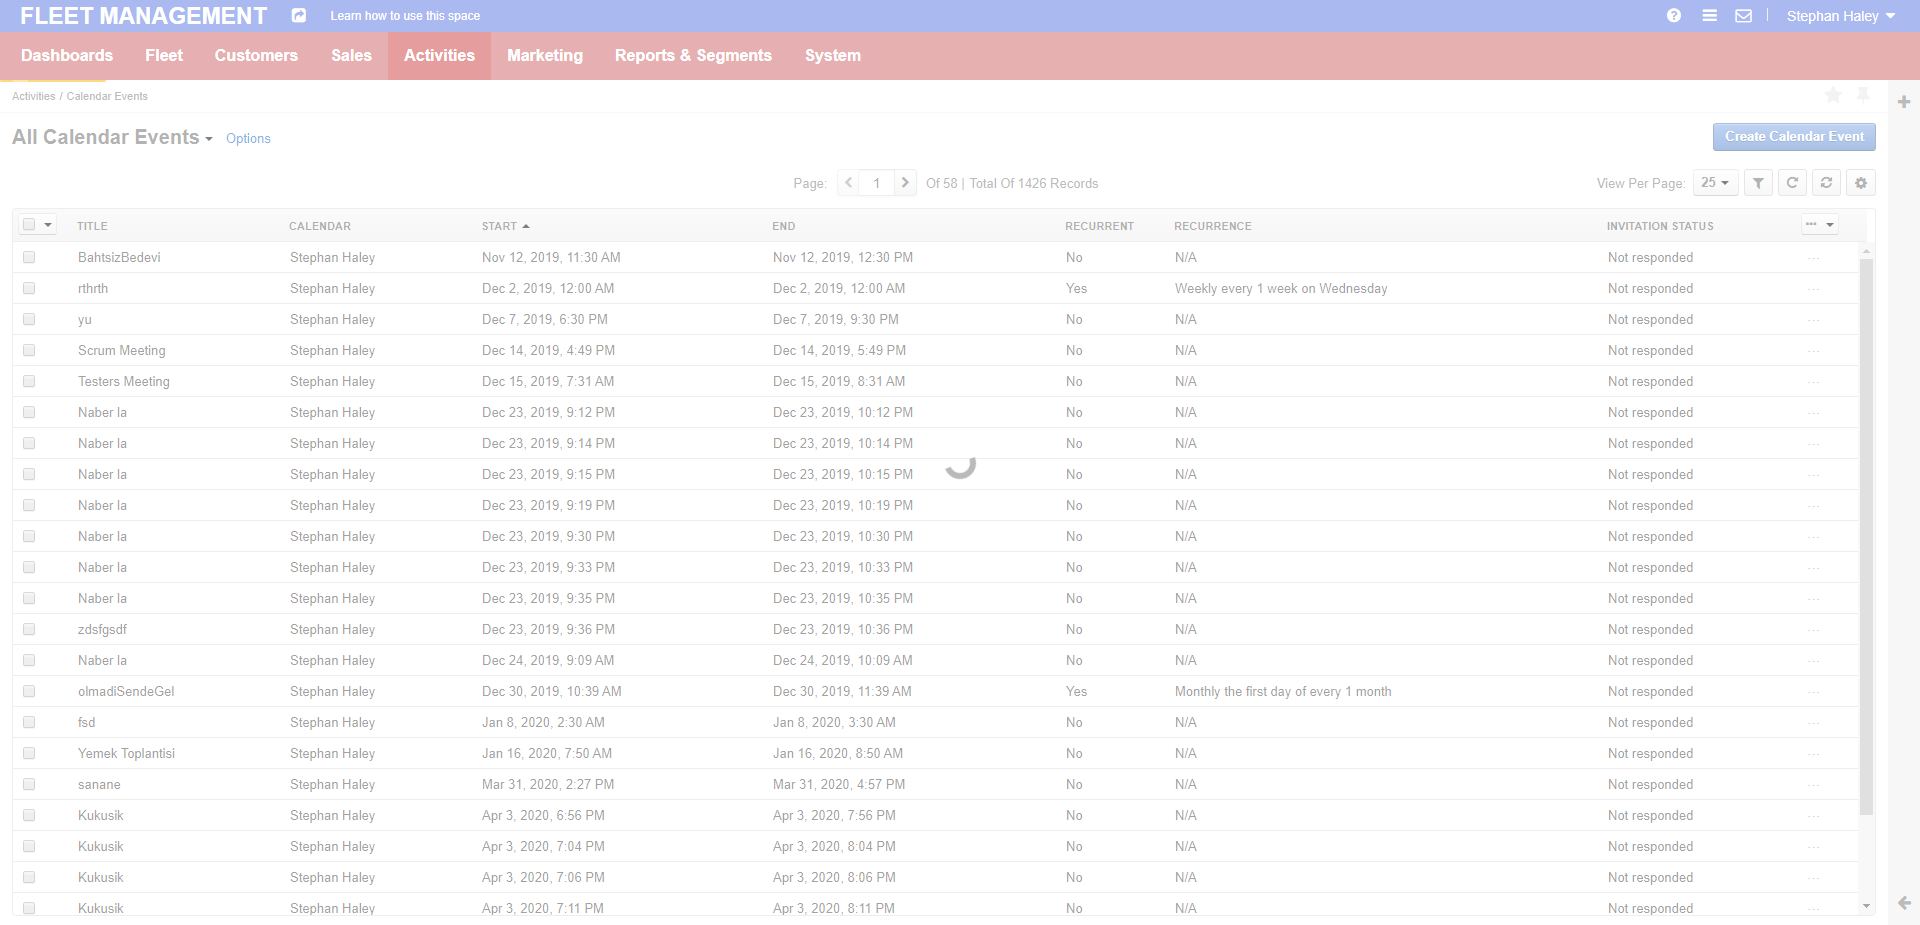 FLEET MANAGEMENT Learn how to use this space Stephan Haley
Dashboards Fleet Customers Sales Activities Marketing Reports & Segments System
Activities / Calendar Events
All Calendar Events Options Create Calendar Event
Page: 1 Of 58 | Total Of 1426 Records View Per Page: 25
TITLE CALENDAR START END RECURRENT RECURRENCE INVITATION STATUS
BahtsizBedevi Stephan Haley Nov 12, 2019, 11:30 AM Nov 12, 2019, 12:30 PM No N/A Not responded
rthrth Stephan Haley Dec 2, 2019, 12:00 AM Dec 2, 2019, 12:00 AM Yes Weekly every 1 week on Wednesday Not responded
yu Stephan Haley Dec 7, 2019, 6:30 PM Dec 7, 2019, 9:30 PM No N/A Not responded
Scrum Meeting Stephan Haley Dec 14, 2019, 4:49 PM Dec 14, 2019, 5:49 PM No N/A Not responded
Testers Meeting Stephan Haley Dec 15, 2019, 7:31 AM Dec 15, 2019, 8:31 AM No N/A Not responded
Naber la Stephan Haley Dec 23, 2019, 9:12 PM Dec 23, 2019, 10:12 PM No N/A Not responded
Naber la Stephan Haley Dec 23, 2019, 9:14 PM Dec 23, 2019, 10:14 PM No N/A Not responded
Naber la Stephan Haley Dec 23, 2019, 9:15 PM Dec 23, 2019, 10:15 PM No N/A Not responded
Naber la Stephan Haley Dec 23, 2019, 9:19 PM Dec 23, 2019, 10:19 PM No N/A Not responded
Naber la Stephan Haley Dec 23, 2019, 9:30 PM Dec 23, 2019, 10:30 PM No N/A Not responded
Naber la Stephan Haley Dec 23, 2019, 9:33 PM Dec 23, 2019, 10:33 PM No N/A Not responded
Naber la Stephan Haley Dec 23, 2019, 9:35 PM Dec 23, 2019, 10:35 PM No N/A Not responded
zdsfgsdf Stephan Haley Dec 23, 2019, 9:36 PM Dec 23, 2019, 10:36 PM No N/A Not responded
Naber la Stephan Haley Dec 24, 2019, 9:09 AM Dec 24, 2019, 10:09 AM No N/A Not responded
olmadiSendeGel Stephan Haley Dec 30, 2019, 10:39 AM Dec 30, 2019, 11:39 AM Yes Monthly the first day of every 1 month Not responded
fsd Stephan Haley Jan 8, 2020, 2:30 AM Jan 8, 2020, 3:30 AM No N/A Not responded
Yemek Toplantisi Stephan Haley Jan 16, 2020, 7:50 AM Jan 16, 2020, 8:50 AM No N/A Not responded
sanane Stephan Haley Mar 31, 2020, 2:27 PM Mar 31, 2020, 4:57 PM No N/A Not responded
Kukusik Stephan Haley Apr 3, 2020, 6:56 PM Apr 3, 2020, 7:56 PM No N/A Not responded
Kukusik Stephan Haley Apr 3, 2020, 7:04 PM Apr 3, 2020, 8:04 PM No N/A Not responded
Kukusik Stephan Haley Apr 3, 2020, 7:06 PM Apr 3, 2020, 8:06 PM No N/A Not responded
Kukusik Stephan Haley Apr 3, 2020, 7:11 PM Apr 3, 2020, 8:11 PM No N/A Not responded